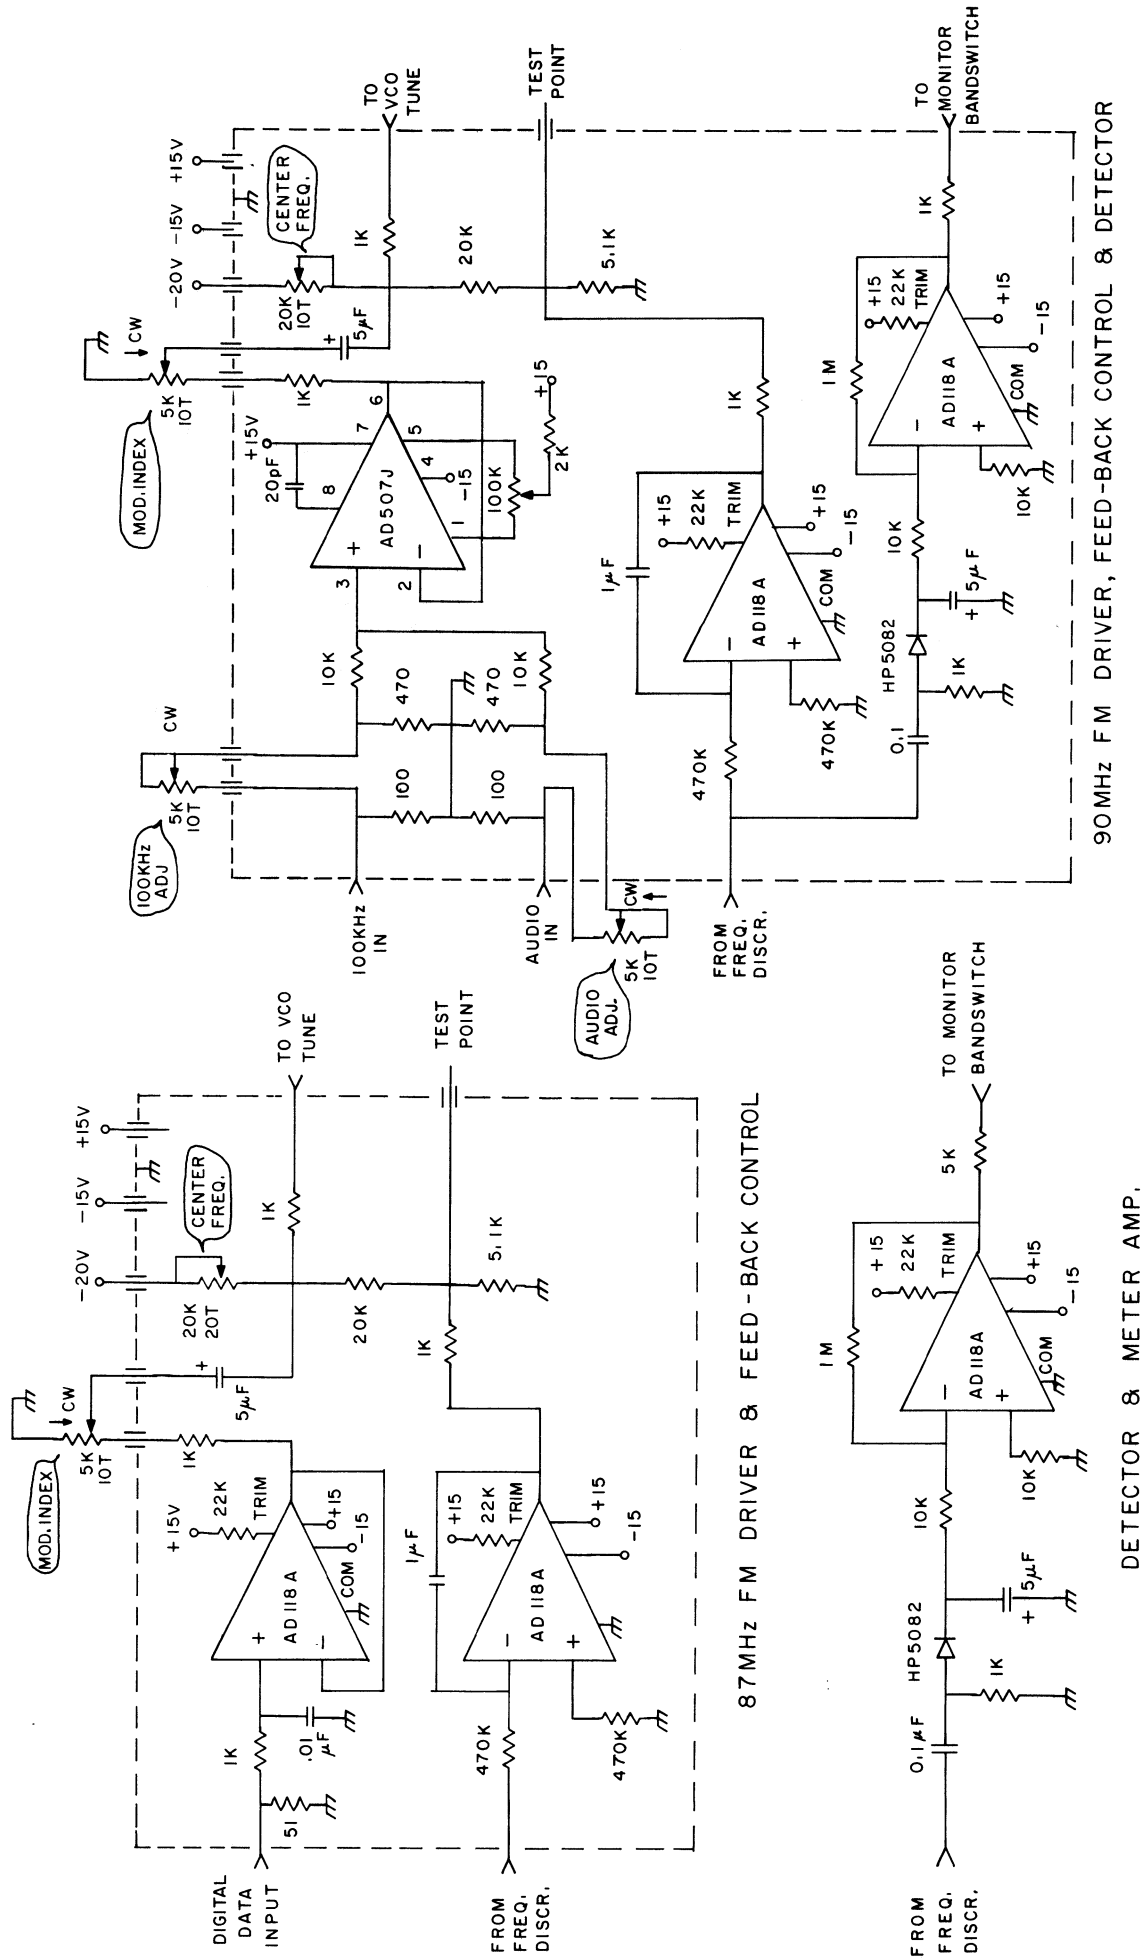 MOD.INDEX
5K
10T
CW
-20V
-15V
+15V
20K
20T
CENTER
FREQ.
+
5µF
1K
TO VCO
TUNE
1K
+15V
22K
TRIM
+
-
AD118A
+15
-15
COM
DIGITAL
DATA
INPUT
51
1K
.01
µF
20K
5.1K
TEST
POINT
1K
1µF
+15
22K
TRIM
-
+
AD118A
+15
-15
470K
470K
FROM
FREQ.
DISCR.
87MHz FM DRIVER & FEED-BACK CONTROL
FROM
FREQ.
DISCR.
0.1µF
HP5082
1K
+
5µF
10K
10K
1M
+15
22K
TRIM
-
+
AD118A
+15
-15
COM
5K
TO MONITOR
BANDSWITCH
DETECTOR & METER AMP.
100KHz
ADJ
5K
10T
CW
MOD.INDEX
5K
10T
CW
-20V
-15V
+15V
20K
10T
CENTER
FREQ.
+
5µF
1K
TO
VCO
TUNE
1K
+15V
20pF
8
7
6
5
4
1
3
2
+
-
AD507J
-15
100K
2K
+15
100KHz
IN
AUDIO
IN
100
100
470
470
10K
10K
AUDIO
ADJ.
5K
10T
CW
20K
5.1K
TEST
POINT
1K
1µF
+15
22K
TRIM
-
+
AD118A
+15
-15
COM
470K
470K
FROM
FREQ.
DISCR.
0.1
HP5082
1K
+
5µF
10K
10K
1M
+15
22K
TRIM
-
+
AD118A
+15
-15
COM
1K
TO
MONITOR
BANDSWITCH
90MHz FM DRIVER, FEED-BACK CONTROL & DETECTOR